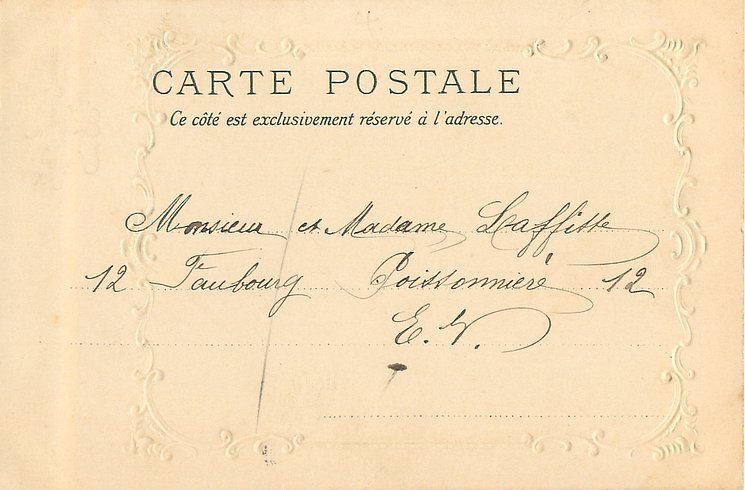 CARTE POSTALE
Ce côté est exclusivement réservé à l'adresse.
Monsieur et Madame Laffitte
12 Faubourg Poissonnière 12
E. V.